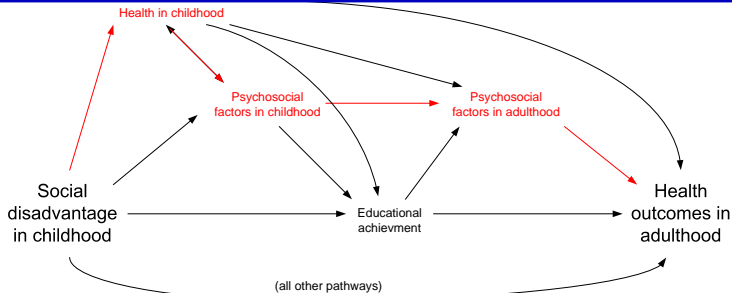 Health in childhood
Psychosocial
factors in childhood
Psychosocial
factors in adulthood
Social
disadvantage
in childhood
Educational
achievment
Health
outcomes in
adulthood
(all other pathways)